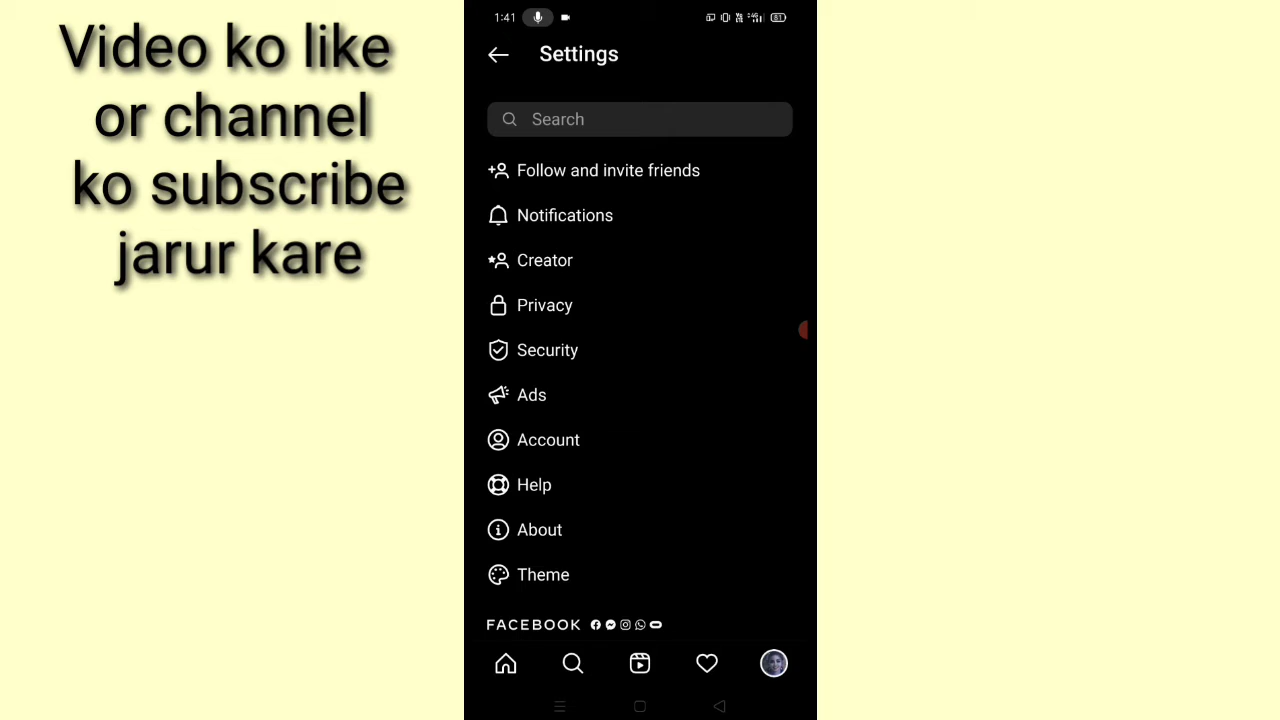 Video ko like
or channel
ko subscribe
jarur kare
1:41
Settings
Search
Follow and invite friends
Notifications
Creator
Privacy
Security
Ads
Account
Help
About
Theme
FACEBOOK